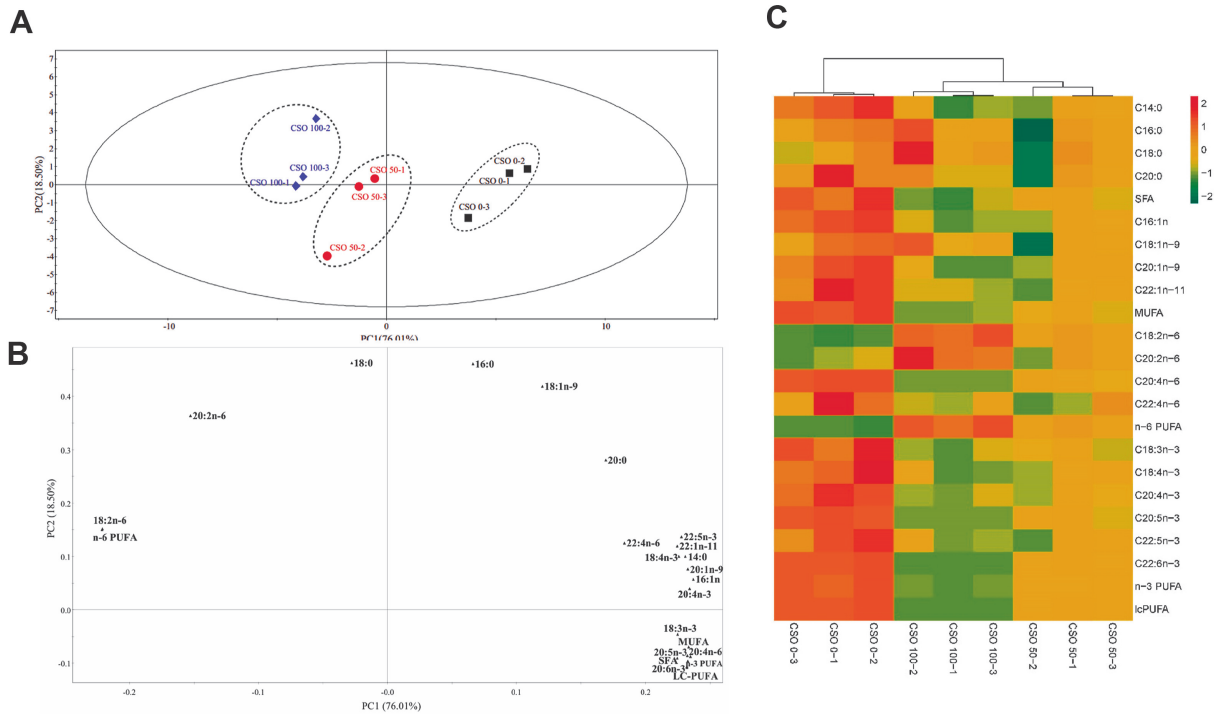 A
7
6
5
4
3
2
1
0
-1
-2
-3
-4
-5
-6
-7
PC2(18.50%)
CSO 100-2
CSO 100-3
CSO 100-1
CSO 50-1
CSO 50-3
CSO 50-2
CSO 0-2
CSO 0-1
CSO 0-3
-10
0
10
PC1(76.01%)
B
0.4
0.3
0.2
0.1
0.0
-0.1
PC2 (18.50%)
18:0
16:0
18:1n-9
20:2n-6
20:0
18:2n-6
n-6 PUFA
22:5n-3
22:4n-6
22:1n-11
18:4n-3
14:0
20:1n-9
16:1n
20:4n-3
18:3n-3
MUFA
20:5n-3
20:4n-6
SFA
n-3 PUFA
20:6n-3
LC-PUFA
-0.2
-0.1
-0.0
0.1
0.2
PC1 (76.01%)
C
C14:0
C16:0
C18:0
C20:0
SFA
C16:1n
C18:1n-9
C20:1n-9
C22:1n-11
MUFA
C18:2n-6
C20:2n-6
C20:4n-6
C22:4n-6
n-6 PUFA
C18:3n-3
C18:4n-3
C20:4n-3
C20:5n-3
C22:5n-3
C22:6n-3
n-3 PUFA
lcPUFA
2
1
0
-1
-2
CSO 0-3
CSO 0-1
CSO 0-2
CSO 100-2
CSO 100-1
CSO 100-3
CSO 50-2
CSO 50-1
CSO 50-3